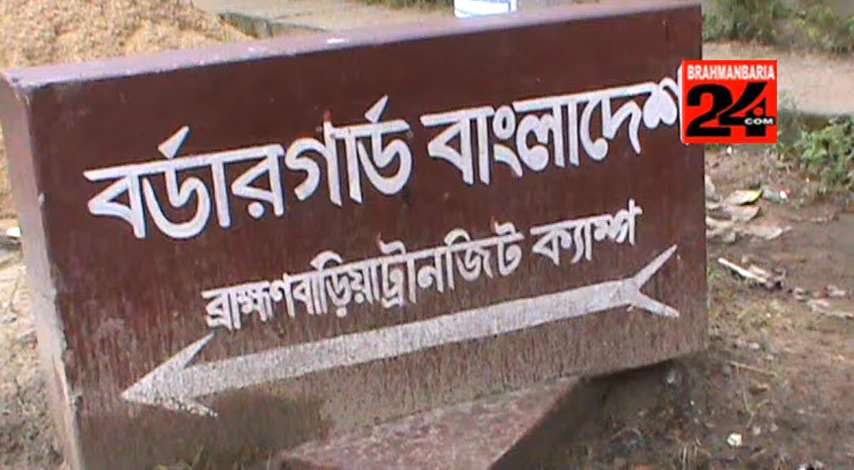 বর্ডারগার্ড বাংলাদেশ
ব্রাহ্মণবাড়িয়া ট্রানজিট ক্যাম্প
BRAHMANBARIA
24.COM